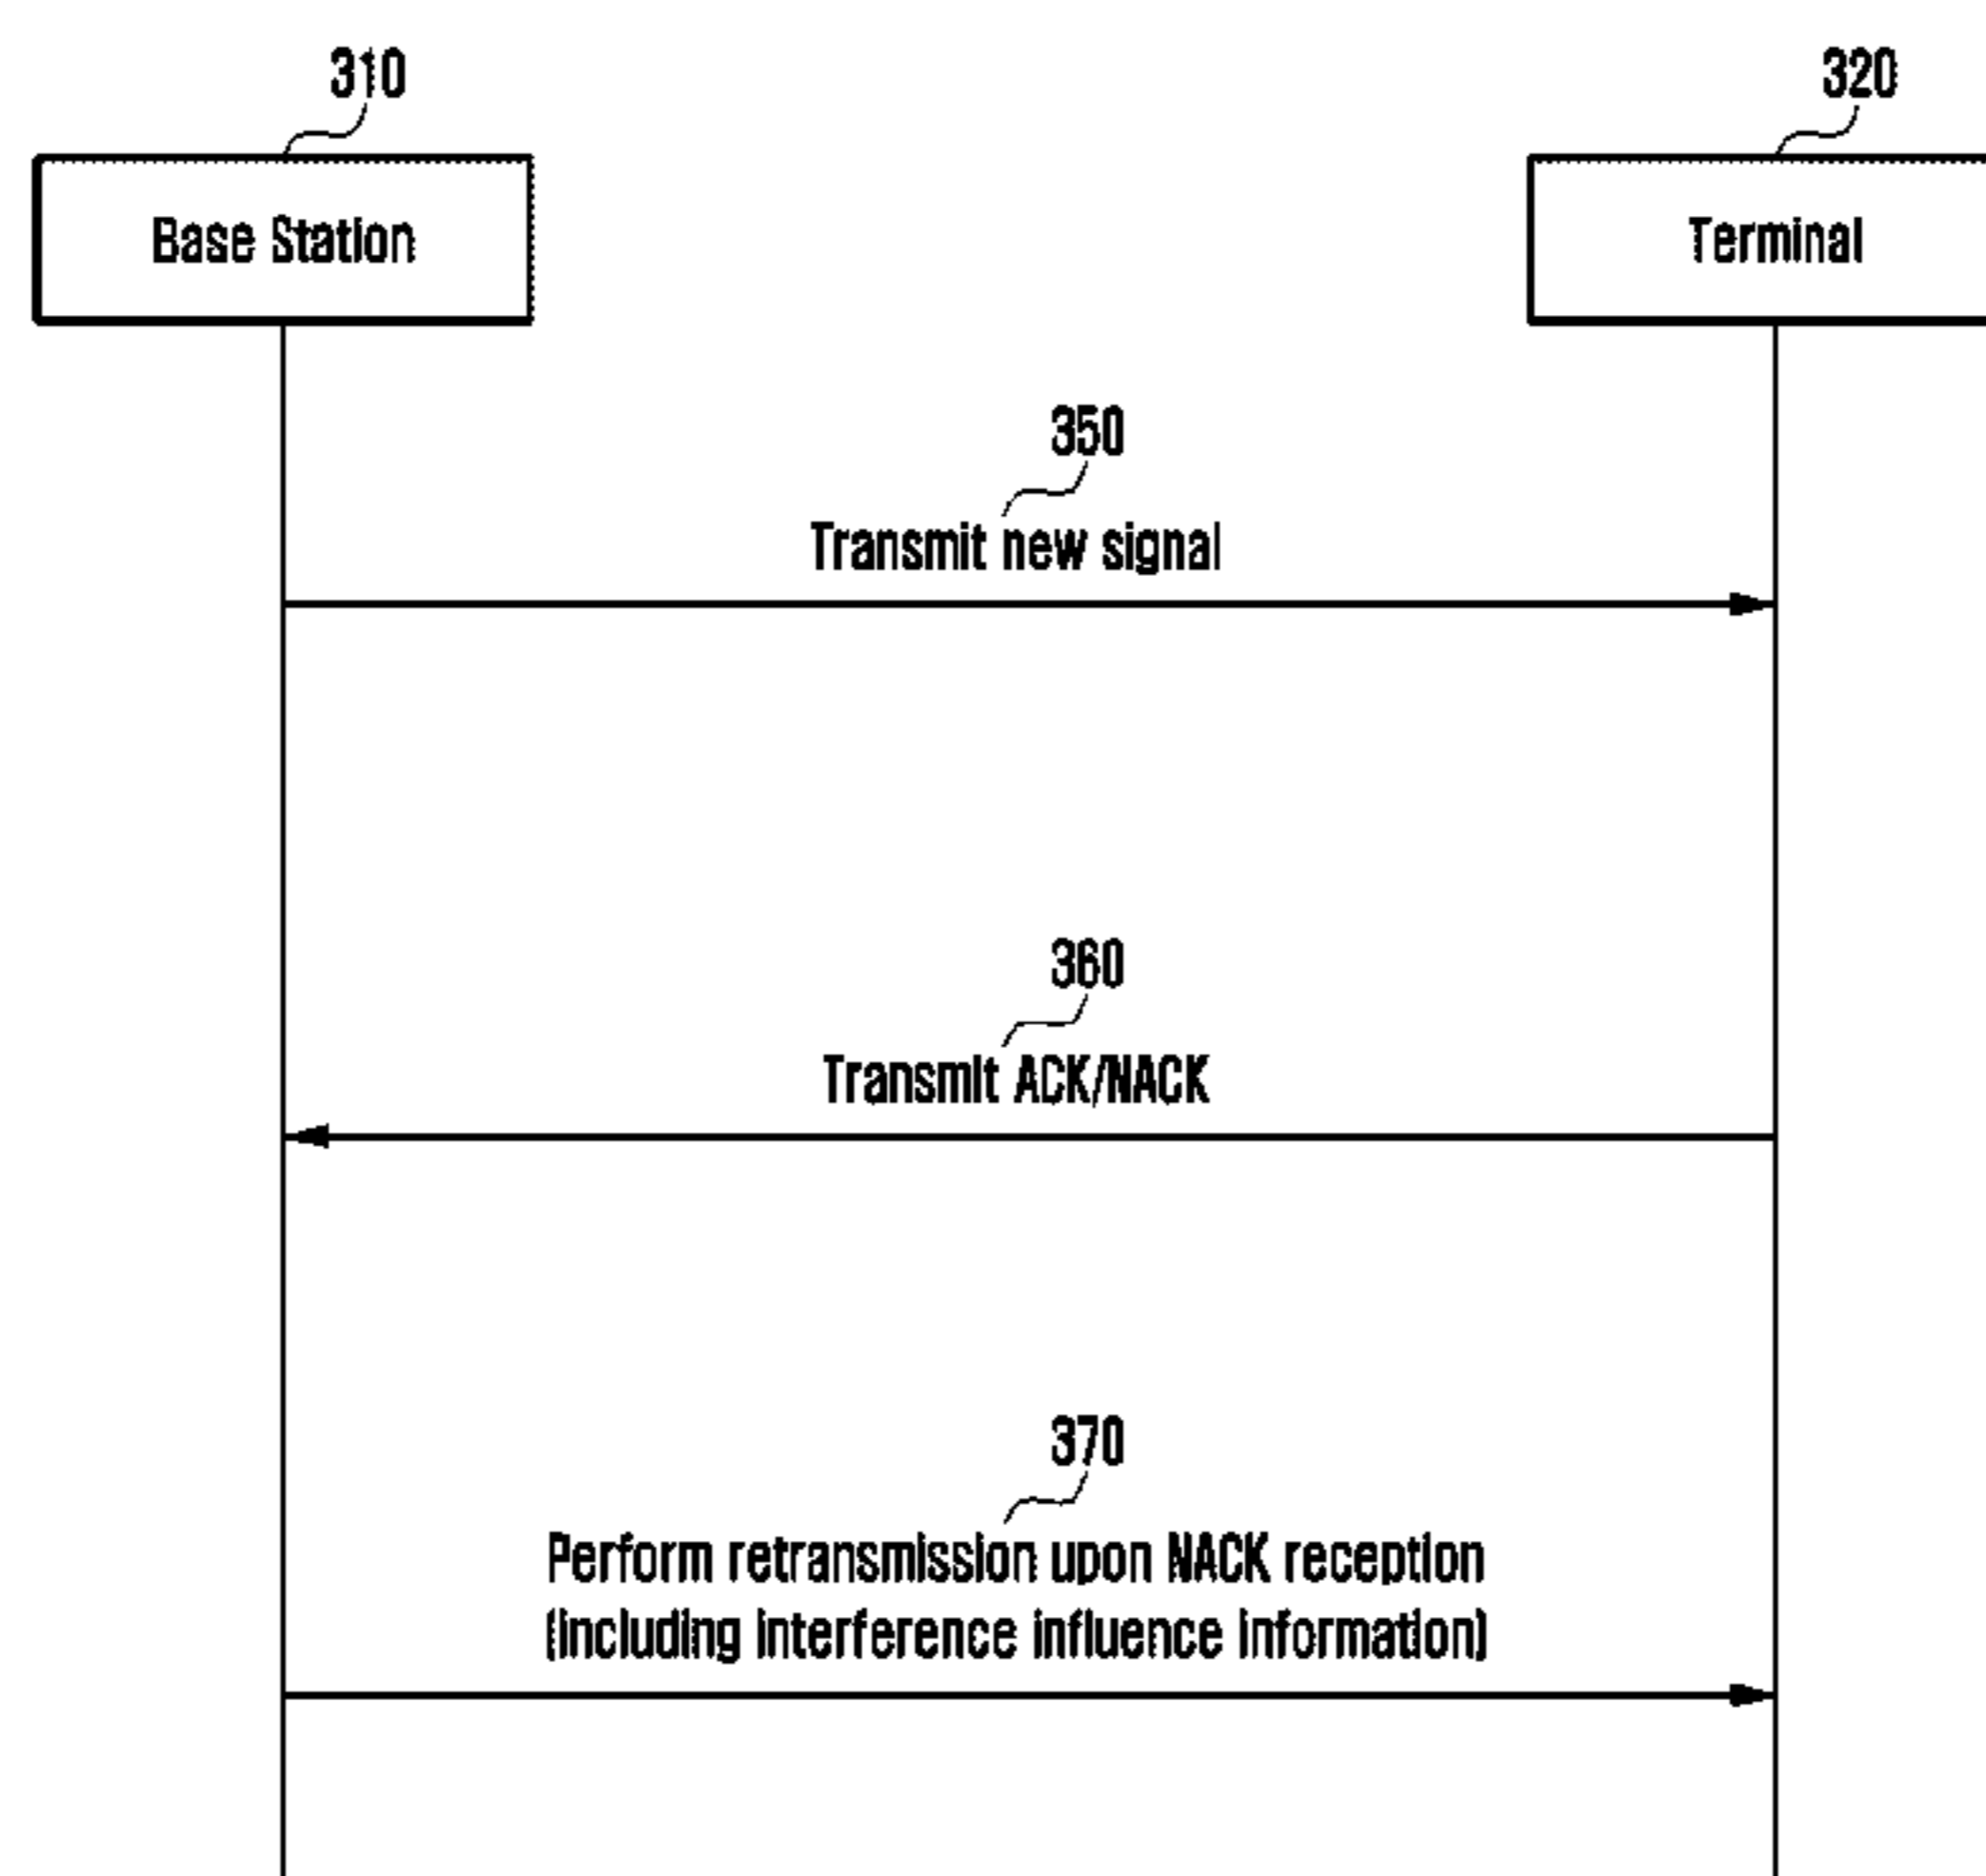 310
320
Base Station
Terminal
350
Transmit new signal
360
Transmit ACK/NACK
370
Perform retransmission upon NACK reception
(including interference influence information)